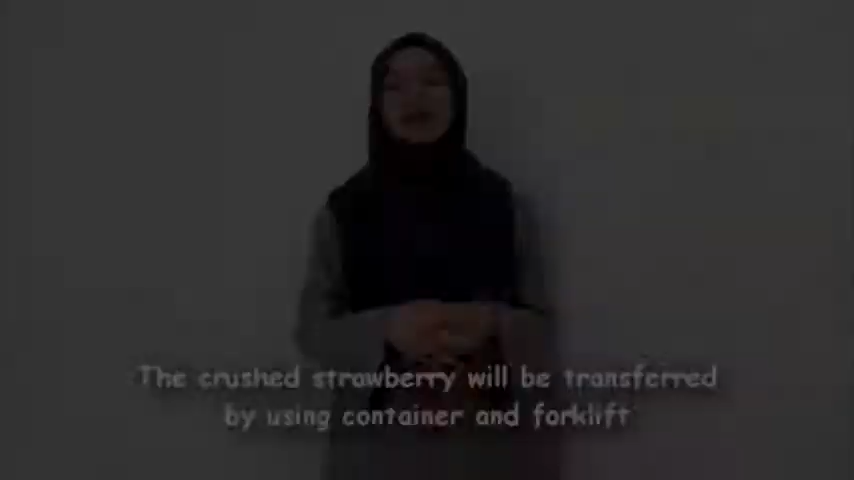 The crushed strawberry will be transferred
by using container and forklift